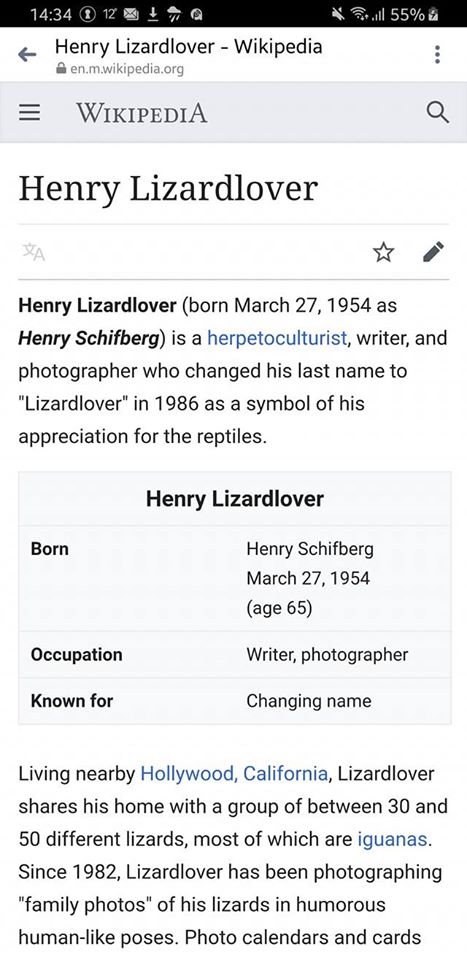 14:34 12° 55%
Henry Lizardlover - Wikipedia
en.m.wikipedia.org
WIKIPEDIA
Henry Lizardlover
Henry Lizardlover (born March 27, 1954 as
Henry Schifberg) is a herpetoculturist, writer, and
photographer who changed his last name to
"Lizardlover" in 1986 as a symbol of his
appreciation for the reptiles.
Henry Lizardlover
Born Henry Schifberg
March 27, 1954
(age 65)
Occupation Writer, photographer
Known for Changing name
Living nearby Hollywood, California, Lizardlover
shares his home with a group of between 30 and
50 different lizards, most of which are iguanas.
Since 1982, Lizardlover has been photographing
"family photos" of his lizards in humorous
human-like poses. Photo calendars and cards